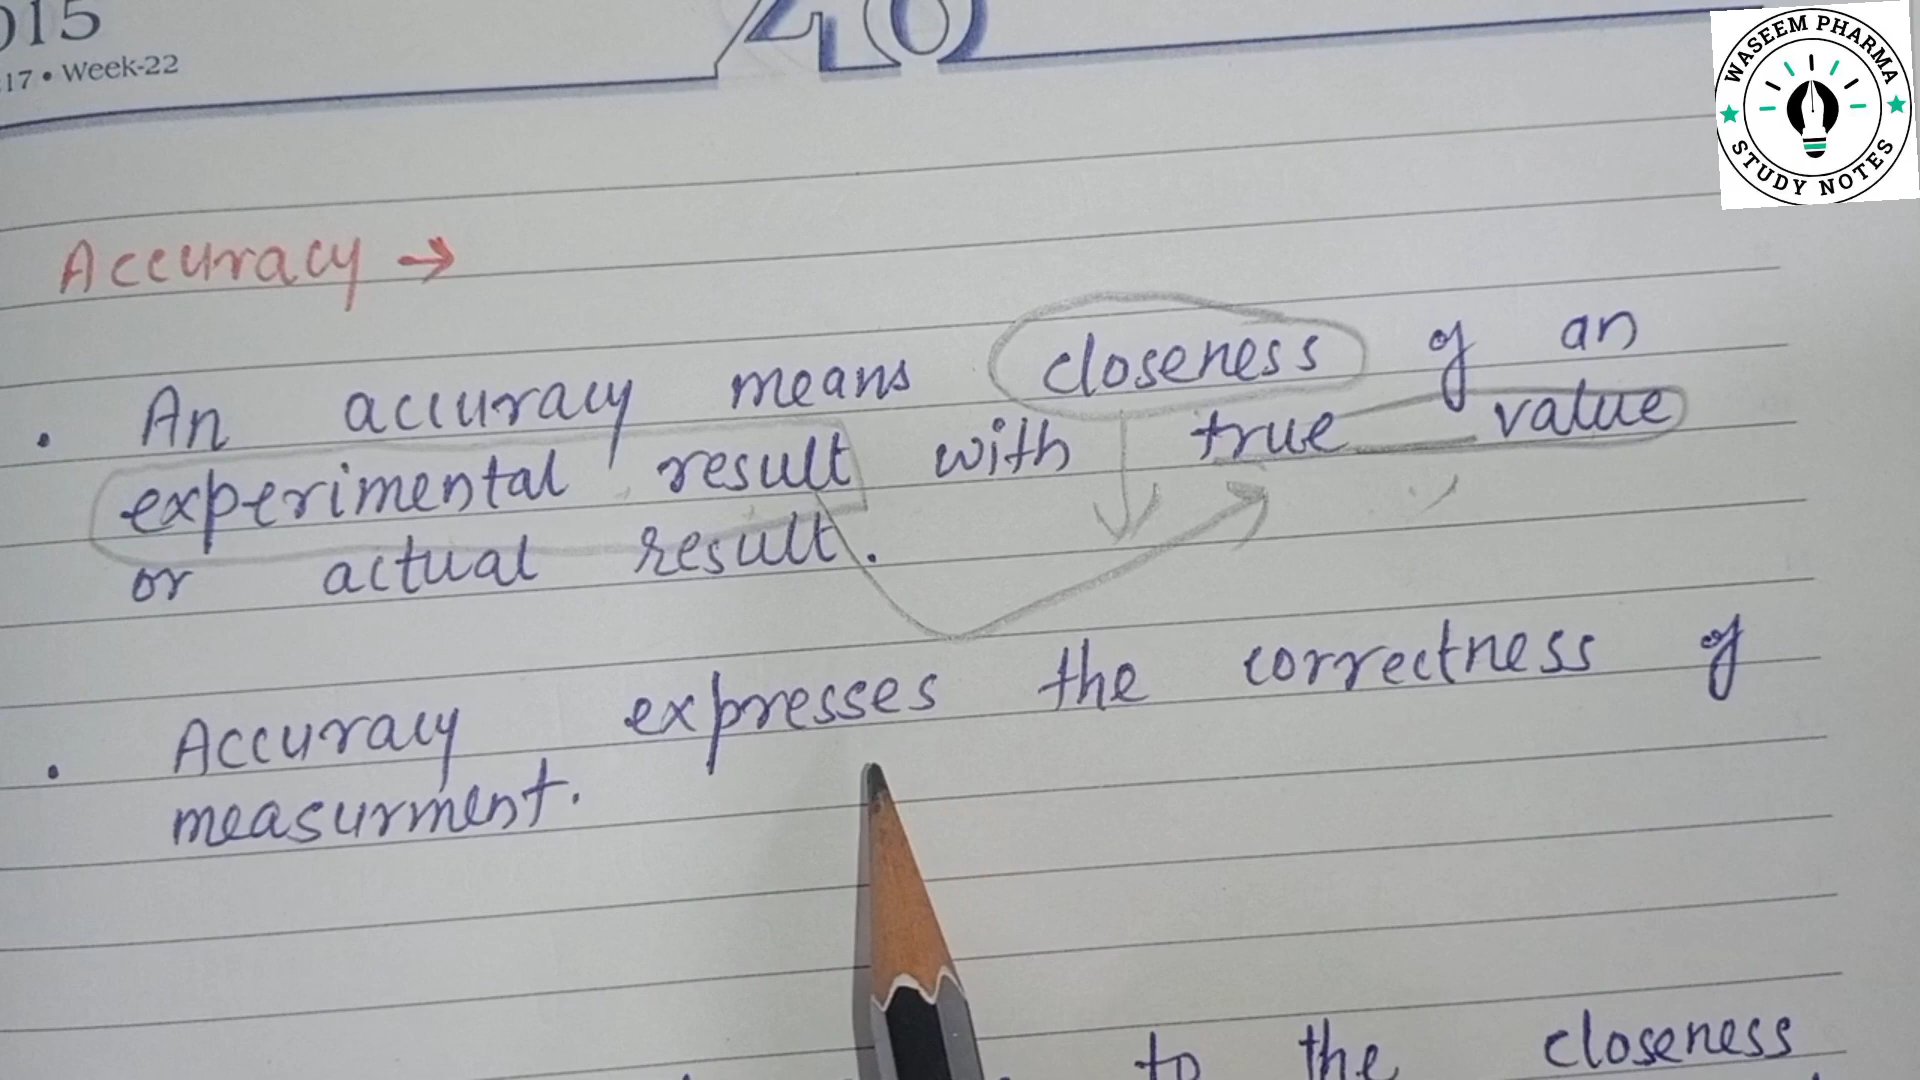 015
17 • Week-22
WASEEM PHARMA
STUDY NOTES
Accuracy →
• An accuracy means closeness of an
experimental result with true value
or actual result.
• Accuracy expresses the correctness of
measurment.
to the closeness